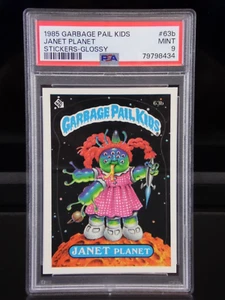 1985 GARBAGE PAIL KIDS #63b
JANET PLANET MINT
STICKERS-GLOSSY 9
PSA 79798434
63b
GARBAGE PAIL KIDS
JANET PLANET